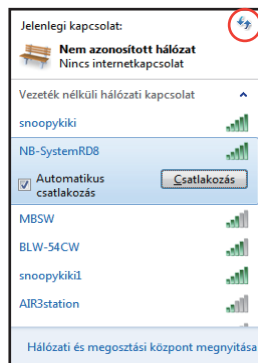 Jelenlegi kapcsolat:
Nem azonosított hálózat
Nincs internetkapcsolat
Vezeték nélküli hálózati kapcsolat
snoopykiki
NB-SystemRD8
Automatikus
csatlakozás
Csatlakozás
MBSW
BLW-54CW
snoopykiki1
AIR3station
Hálózati és megosztási központ megnyitása